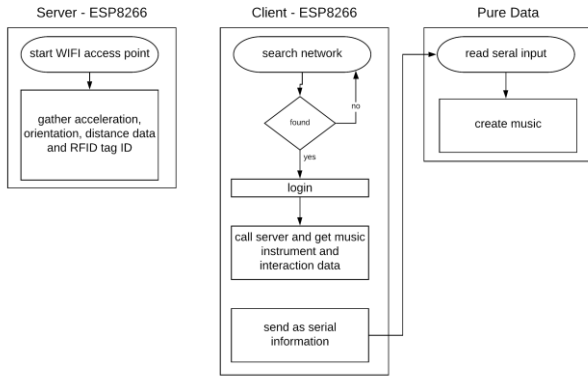 Server - ESP8266
start WIFI access point
gather acceleration,
orientation, distance data
and RFID tag ID
Client - ESP8266
search network
found
no
yes
login
call server and get music
instrument and
interaction data
send as serial
information
Pure Data
read seral input
create music